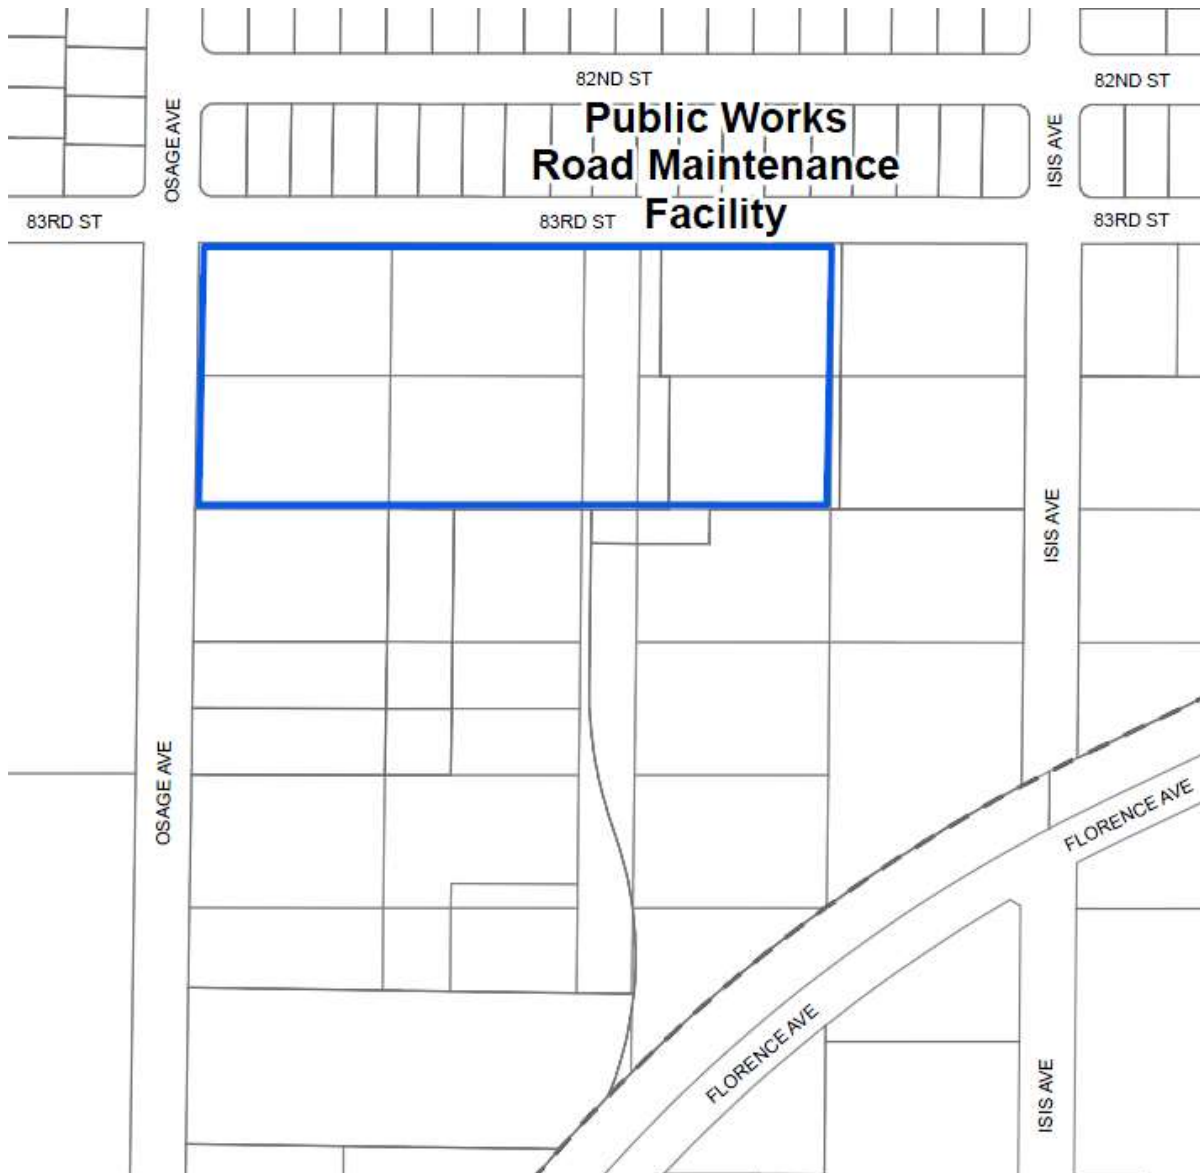 82ND ST
82ND ST
Public Works
Road Maintenance
Facility
OSAGE AVE
ISIS AVE
83RD ST
83RD ST
83RD ST
ISIS AVE
OSAGE AVE
FLORENCE AVE
FLORENCE AVE
ISIS AVE